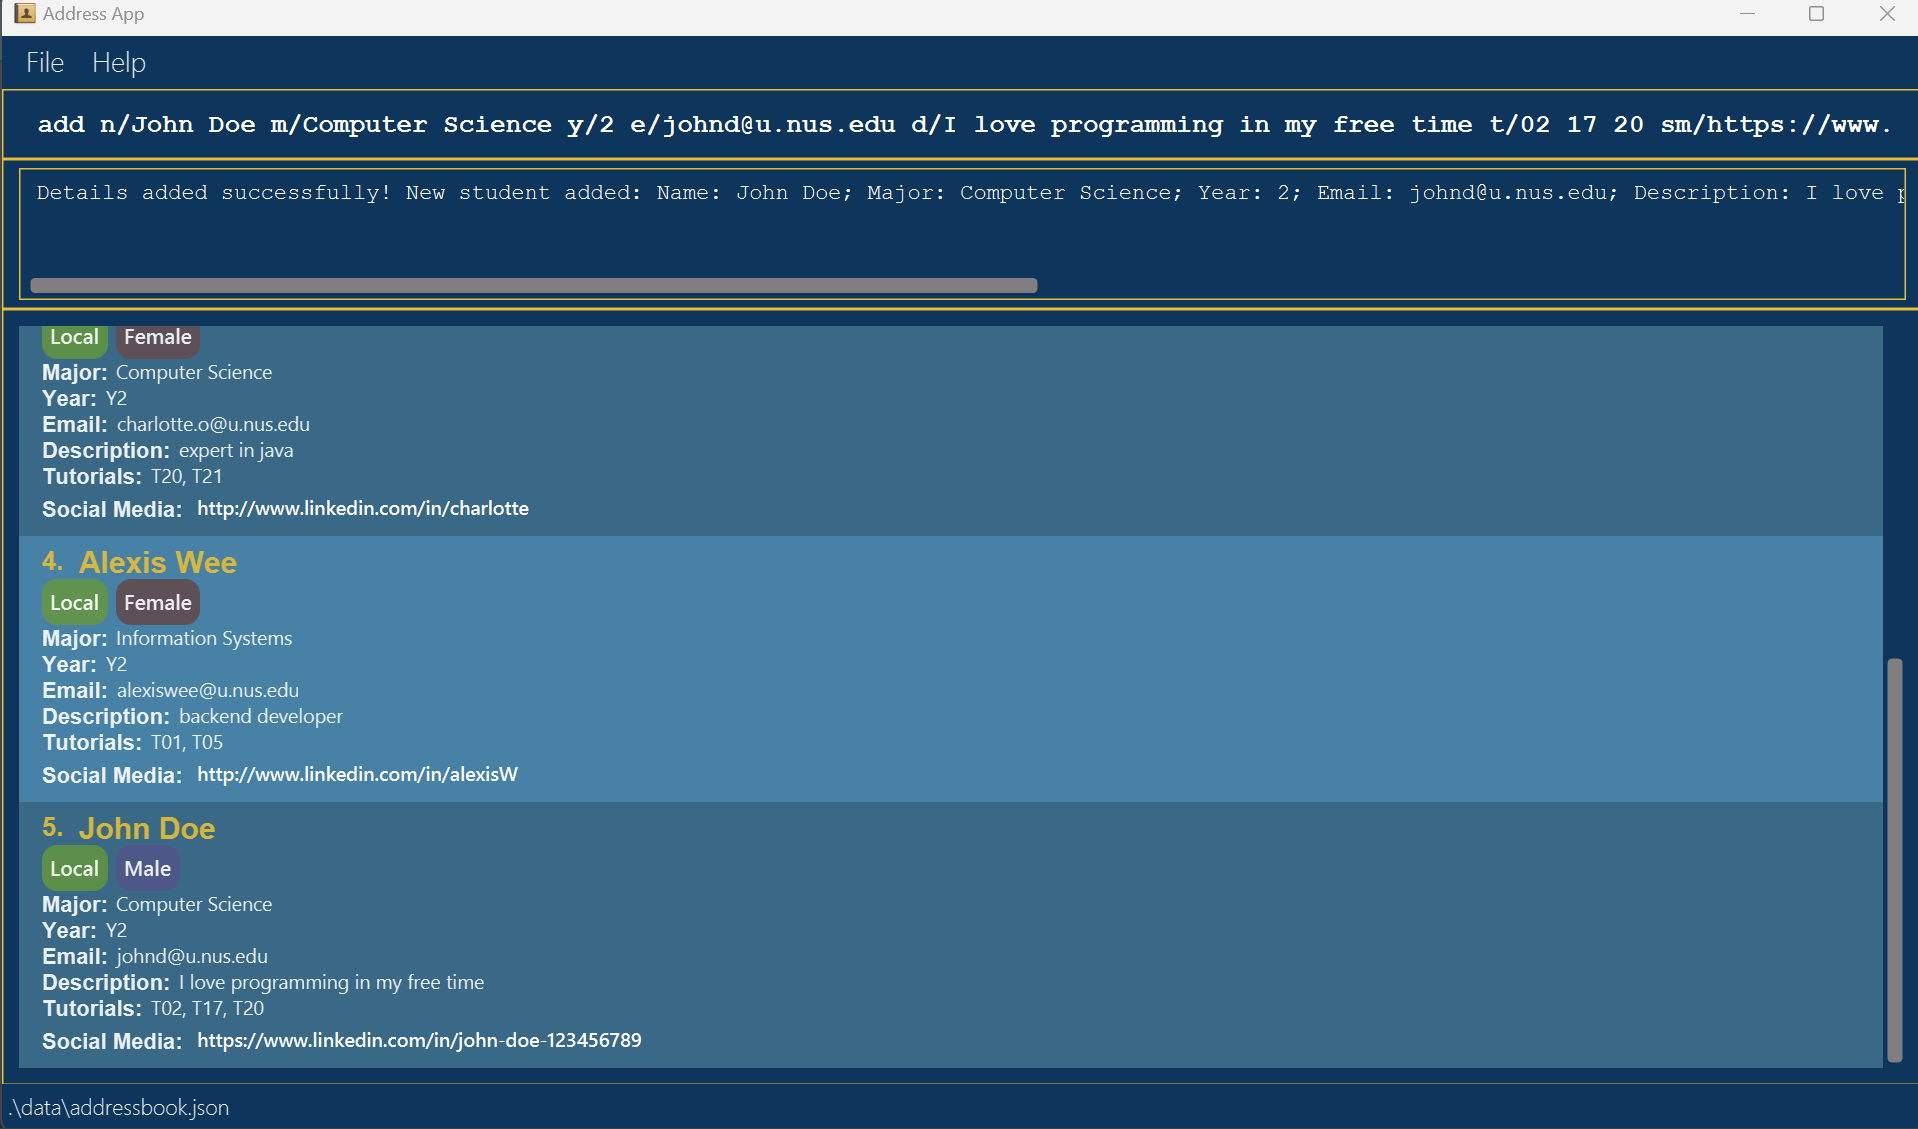 Address App
File Help
add n/John Doe m/Computer Science y/2 e/johnd@u.nus.edu d/I love programming in my free time t/02 17 20 sm/https://www.
Details added successfully! New student added: Name: John Doe; Major: Computer Science; Year: 2; Email: johnd@u.nus.edu; Description: I love
Local Female
Major: Computer Science
Year: Y2
Email: charlotte.o@u.nus.edu
Description: expert in java
Tutorials: T20, T21
Social Media: http://www.linkedin.com/in/charlotte
4. Alexis Wee
Local Female
Major: Information Systems
Year: Y2
Email: alexiswee@u.nus.edu
Description: backend developer
Tutorials: T01, T05
Social Media: http://www.linkedin.com/in/alexisW
5. John Doe
Local Male
Major: Computer Science
Year: Y2
Email: johnd@u.nus.edu
Description: I love programming in my free time
Tutorials: T02, T17, T20
Social Media: https://www.linkedin.com/in/john-doe-123456789
.\data\addressbook.json